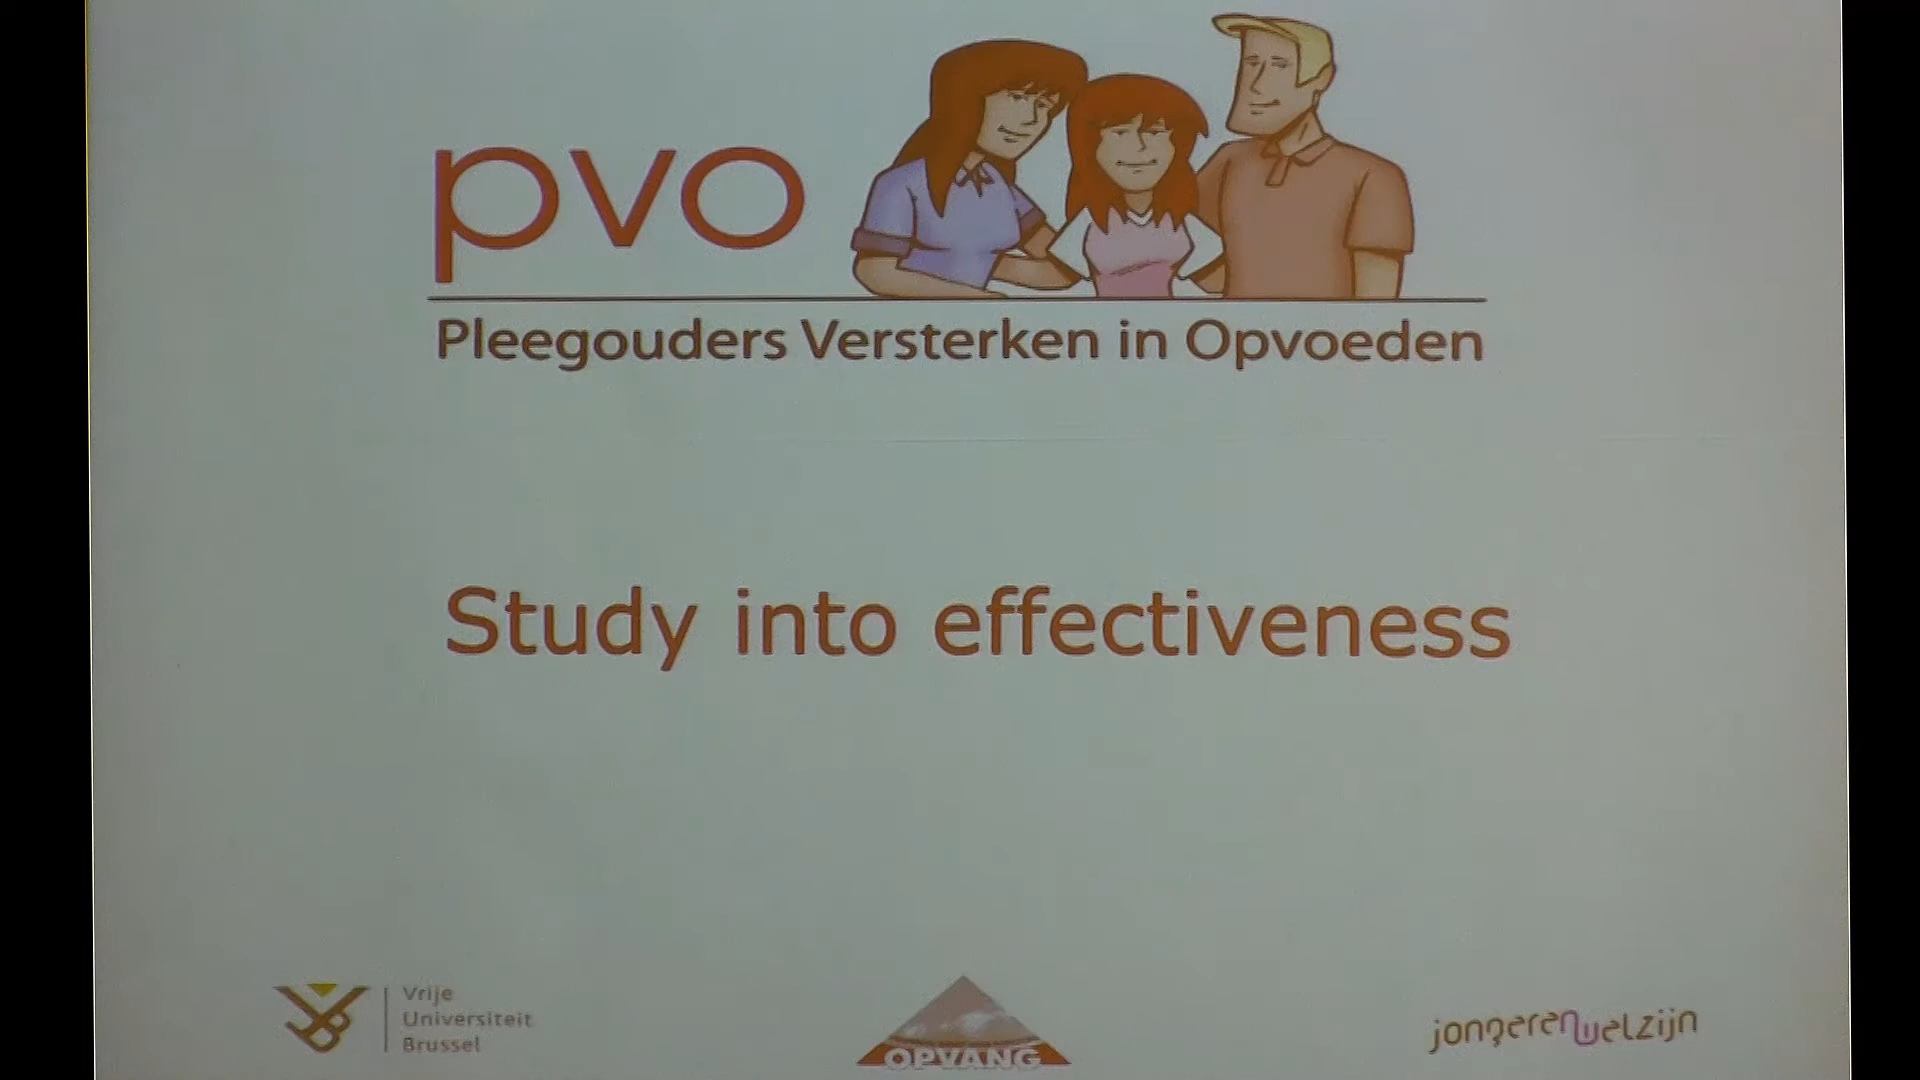 pvo
Pleegouders Versterken in Opvoeden
Study into effectiveness
Vrije
Universiteit
Brussel
OPVANG
jongerenwelzijn